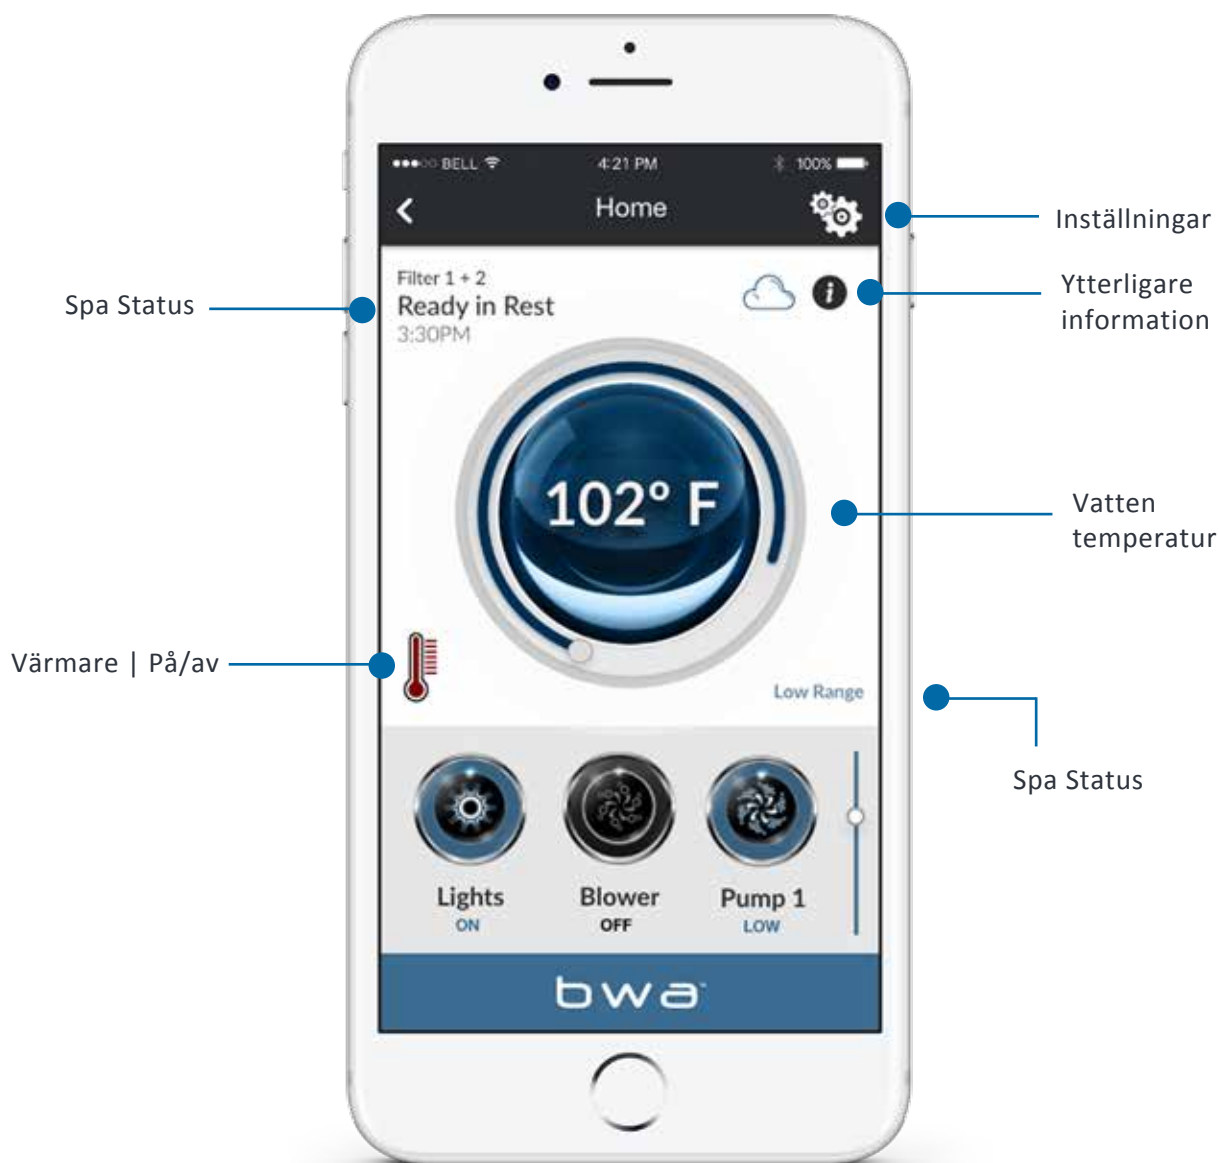 BELL
4:21 PM
100%
Home
Inställningar
Filter 1 + 2
Ready in Rest
3:30PM
i
Ytterligare
information
Spa Status
102° F
Vatten
temperatur
Värmare | På/av
Low Range
Spa Status
Lights
ON
Blower
OFF
Pump 1
LOW
bwa